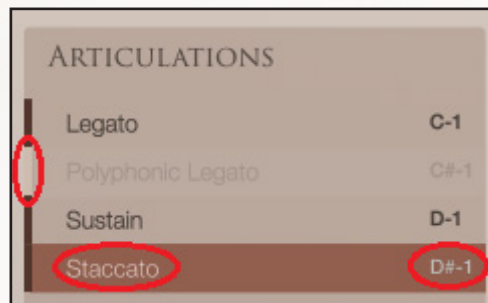 ARTICULATIONS
Legato C-1
Polyphonic Legato C#-1
Sustain D-1
Staccato D#-1